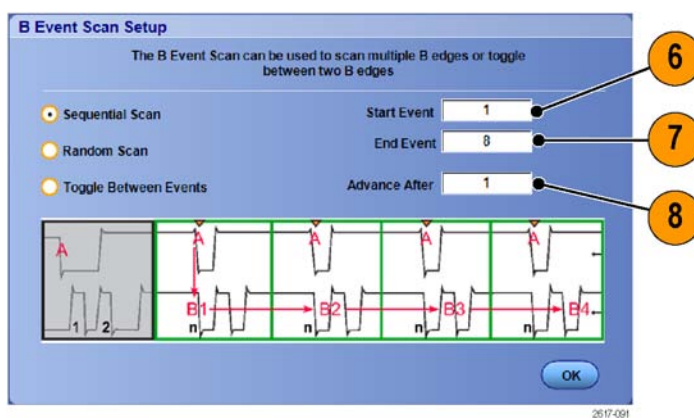 B Event Scan Setup
The B Event Scan can be used to scan multiple B edges or toggle
between two B edges
Sequential Scan
Random Scan
Toggle Between Events
Start Event 1
End Event 8
Advance After 1
6
7
8
A A A A A
B1 B2 B3 B4
1 2 n n n n
OK
2617-091